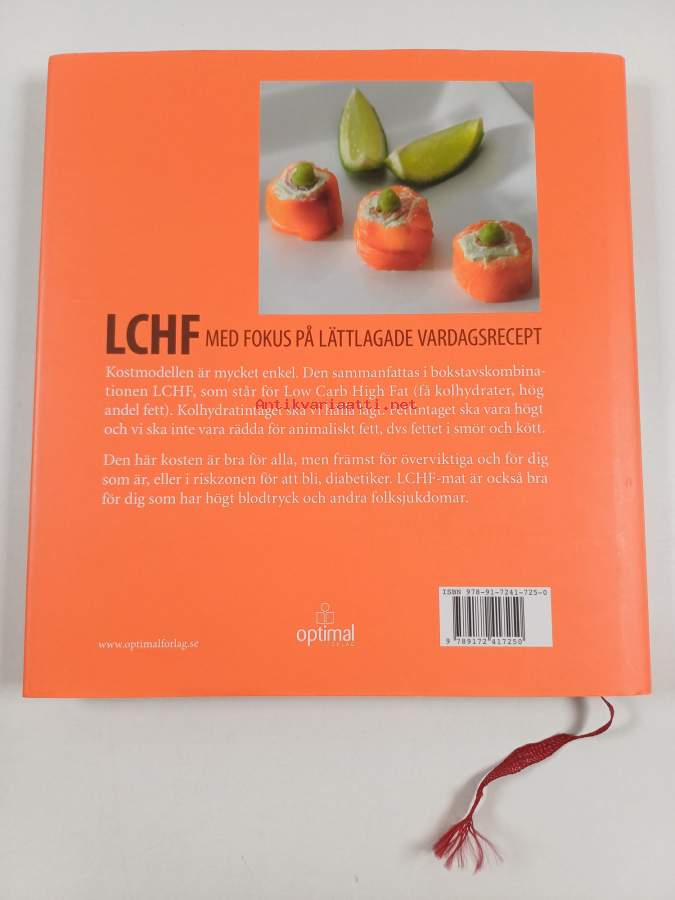 LCHF MED FOKUS PÅ LÄTTLAGADE VARDAGSRECEPT
Kostmodellen är mycket enkel. Den sammanfattas i bokstavskombina-
tionen LCHF, som står för Low Carb High Fat (få kolhydrater, hög
andel fett). Kolhydratintaget ska vi hålla lågt. Fettintaget ska vara högt
Antikvariaatti.net
och vi ska inte vara rädda för animaliskt fett, dvs fettet i smör och kött.
Den här kosten är bra för alla, men främst för överviktiga och för dig
som är, eller i riskzonen för att bli, diabetiker. LCHF-mat är också bra
för dig som har högt blodtryck och andra folksjukdomar.
ISBN 978-91-7241-725-0
9 789172 417250
www.optimalforlag.se
optimal
FÖRLAG